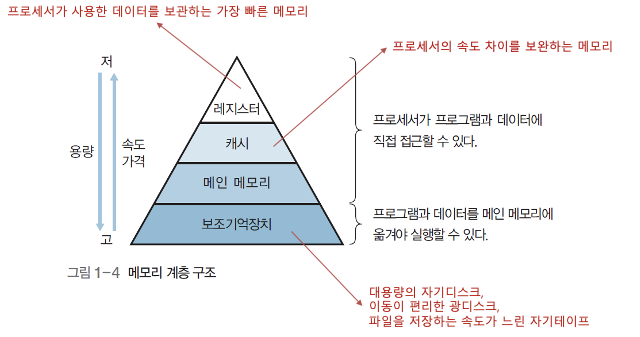 프로세서가 사용한 데이터를 보관하는 가장 빠른 메모리
프로세서의 속도 차이를 보완하는 메모리
저
용량
속도
가격
고
레지스터
캐시
메인 메모리
보조기억장치
프로세서가 프로그램과 데이터에
직접 접근할 수 있다.
프로그램과 데이터를 메인 메모리에
옮겨야 실행할 수 있다.
그림 1-4 메모리 계층 구조
대용량의 자기디스크,
이동이 편리한 광디스크,
파일을 저장하는 속도가 느린 자기테이프